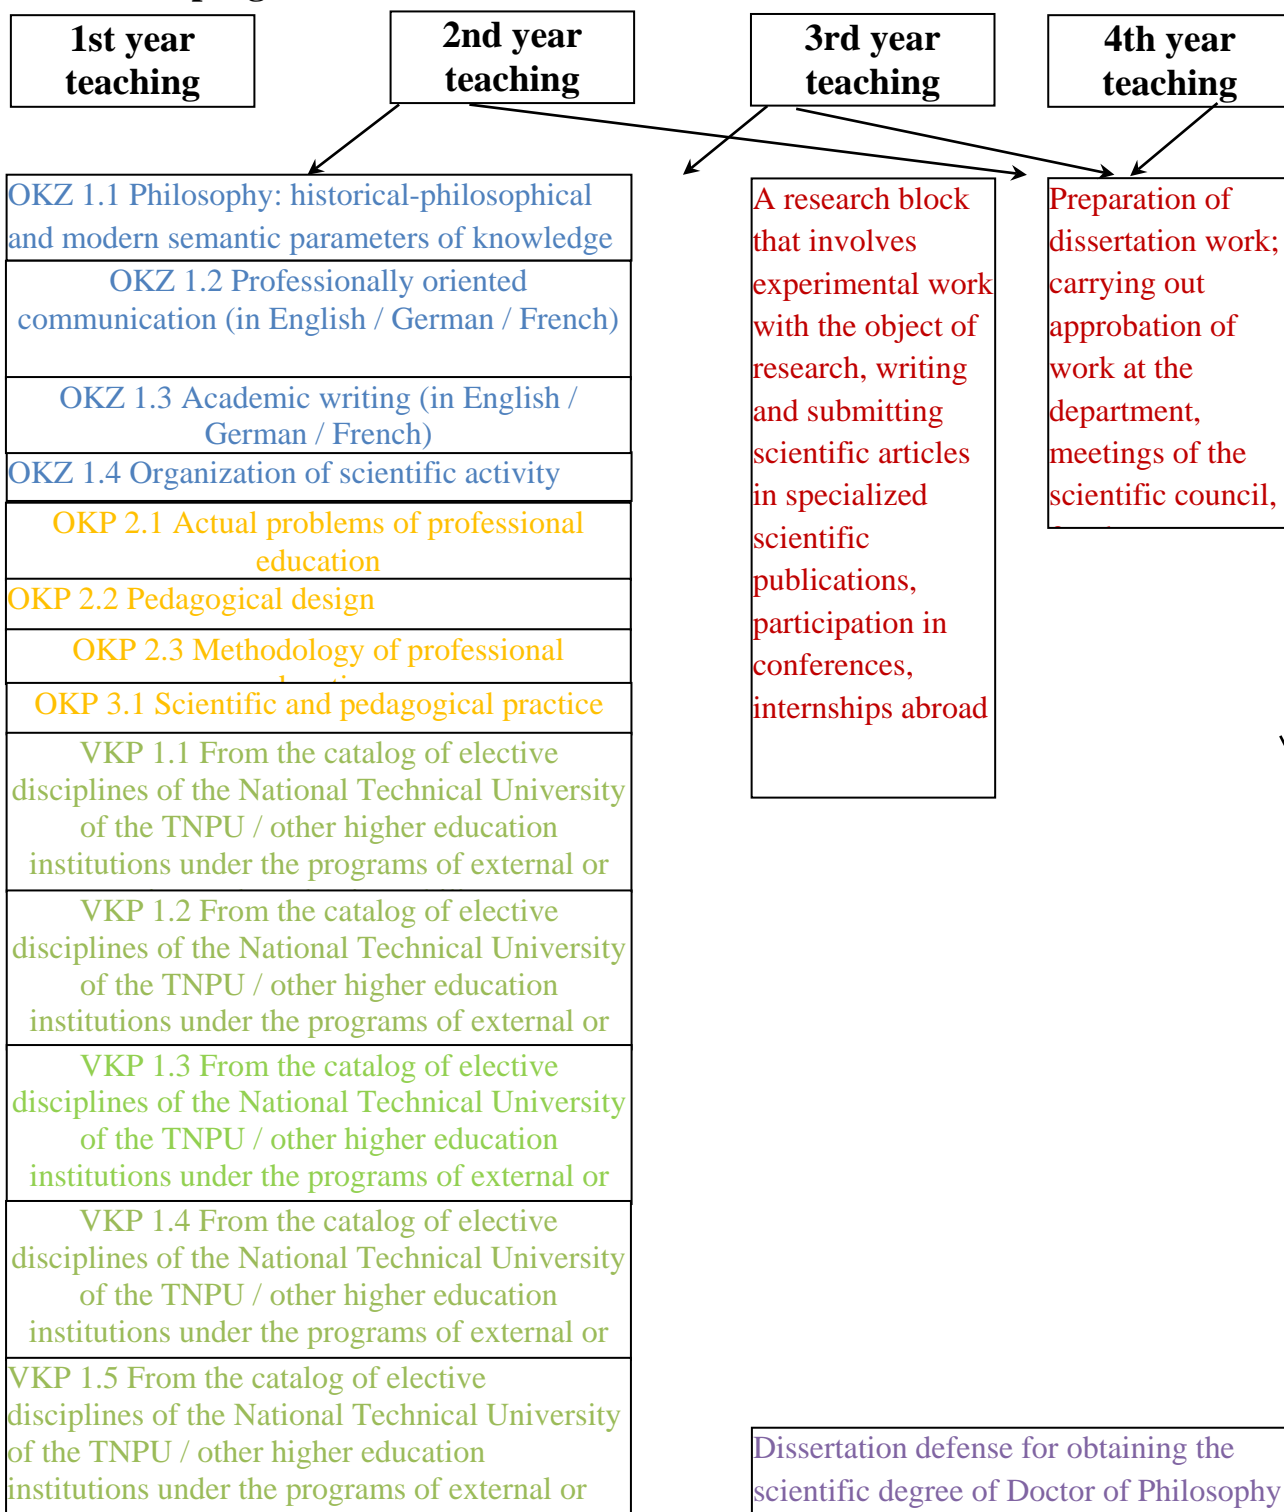 1st year
teaching
2nd year
teaching
3rd year
teaching
4th year
teaching
OKZ 1.1 Philosophy: historical-philosophical
and modern semantic parameters of knowledge
OKZ 1.2 Professionally oriented
communication (in English / German / French)
OKZ 1.3 Academic writing (in English /
German / French)
OKZ 1.4 Organization of scientific activity
OKP 2.1 Actual problems of professional
education
OKP 2.2 Pedagogical design
OKP 2.3 Methodology of professional
OKP 3.1 Scientific and pedagogical practice
VKP 1.1 From the catalog of elective
disciplines of the National Technical University
of the TNPU / other higher education
institutions under the programs of external or
VKP 1.2 From the catalog of elective
disciplines of the National Technical University
of the TNPU / other higher education
institutions under the programs of external or
VKP 1.3 From the catalog of elective
disciplines of the National Technical University
of the TNPU / other higher education
institutions under the programs of external or
VKP 1.4 From the catalog of elective
disciplines of the National Technical University
of the TNPU / other higher education
institutions under the programs of external or
VKP 1.5 From the catalog of elective
disciplines of the National Technical University
of the TNPU / other higher education
institutions under the programs of external or
A research block
that involves
experimental work
with the object of
research, writing
and submitting
scientific articles
in specialized
scientific
publications,
participation in
conferences,
internships abroad
Preparation of
dissertation work;
carrying out
approbation of
work at the
department,
meetings of the
scientific council,
Dissertation defense for obtaining the
scientific degree of Doctor of Philosophy